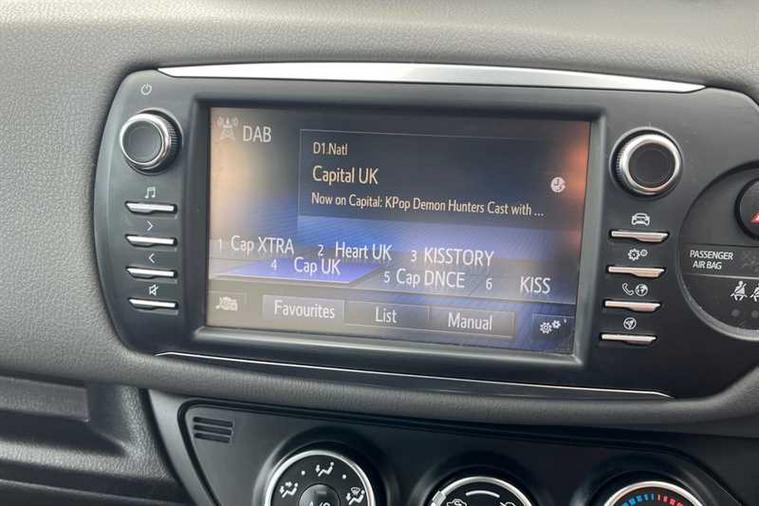 DAB
D1.Natl
Capital UK
Now on Capital: KPop Demon Hunters Cast with ...
1 Cap XTRA 2 Heart UK 3 KISSTORY
4 Cap UK 5 Cap DNCE 6 KISS
Favourites List Manual
PASSENGER
AIR BAG
A/C